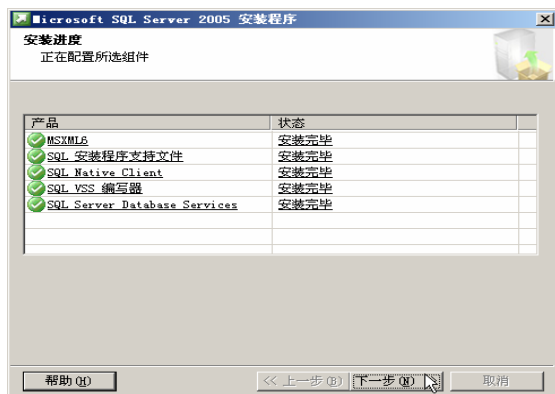 Microsoft SQL Server 2005 安装程序
安装进度
正在配置所选组件
产品 状态
MSXML6 安装完毕
SQL 安装程序支持文件 安装完毕
SQL Native Client 安装完毕
SQL VSS 编写器 安装完毕
SQL Server Database Services 安装完毕
帮助(H) << 上一步(B) 下一步(N) >> 取消